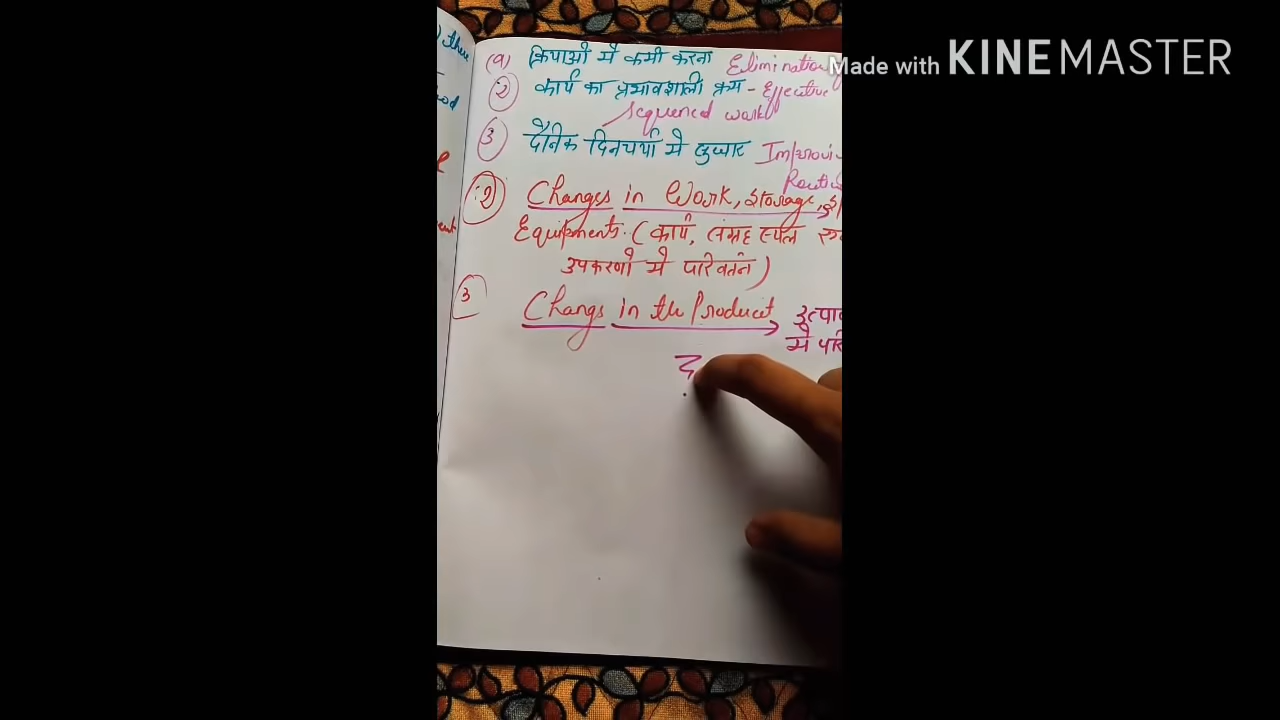 then
(a) क्रियाओ मे कमी करना Elimination
2 कार्य का प्रभावशाली क्रम - Effective
Sequenced work
3 दैनिक दिनचर्या मे सुधार Improvi
Routi
(2) Changes in Work, Storage,
Equipments. (कार्य, संग्रह स्थल
उपकरणो मे परिवर्तन)
3 Changs in the Product उत्पा
मे परि
Made with KINEMASTER